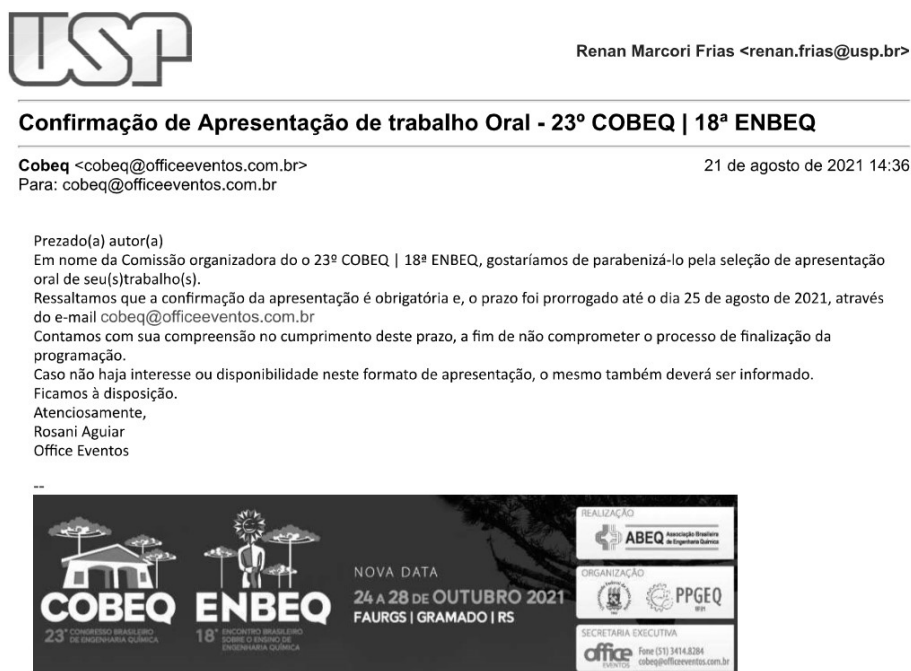 USP
Renan Marcori Frias <renan.frias@usp.br>
Confirmação de Apresentação de trabalho Oral - 23º COBEQ | 18ª ENBEQ
Cobeq <cobeq@officeeventos.com.br>
21 de agosto de 2021 14:36
Para: cobeq@officeeventos.com.br
Prezado(a) autor(a)
Em nome da Comissão organizadora do o 23º COBEQ | 18ª ENBEQ, gostaríamos de parabenizá-lo pela seleção de apresentação
oral de seu(s)trabalho(s).
Ressaltamos que a confirmação da apresentação é obrigatória e, o prazo foi prorrogado até o dia 25 de agosto de 2021, através
do e-mail cobeq@officeeventos.com.br
Contamos com sua compreensão no cumprimento deste prazo, a fim de não comprometer o processo de finalização da
programação.
Caso não haja interesse ou disponibilidade neste formato de apresentação, o mesmo também deverá ser informado.
Ficamos à disposição.
Atenciosamente,
Rosani Aguiar
Office Eventos
--
COBEQ
23º CONGRESSO BRASILEIRO
DE ENGENHARIA QUÍMICA
ENBEQ
18º ENCONTRO BRASILEIRO
SOBRE O ENSINO DE
ENGENHARIA QUÍMICA
NOVA DATA
24 A 28 DE OUTUBRO 2021
FAURGS | GRAMADO | RS
REALIZAÇÃO
ABEQ Associação Brasileira
de Engenharia Química
ORGANIZAÇÃO
PPGEQ
SECRETARIA EXECUTIVA
office
EVENTOS
Fone (51) 3414.8284
cobeq@officeeventos.com.br